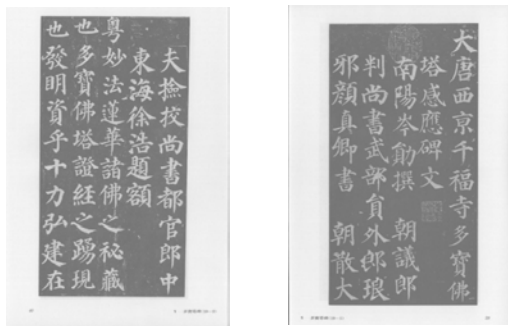 大唐西京千福寺多寶佛
塔感應碑文
南陽岑勛撰 朝議郎
判尚書武部員外郎琅
邪顏真卿書 朝散大
夫撿校尚書都官郎中
東海徐浩題額
粵妙法蓮華諸佛之秘藏
也多寶佛塔證經之踴現
也發明資乎十力弘建在